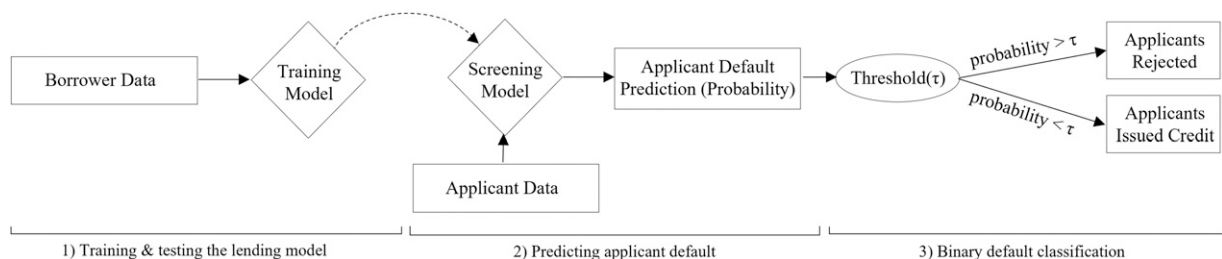 Borrower Data
Training
Model
Screening
Model
Applicant Data
Applicant Default
Prediction (Probability)
Threshold(τ)
probability > τ
probability < τ
Applicants
Rejected
Applicants
Issued Credit
1) Training & testing the lending model
2) Predicting applicant default
3) Binary default classification